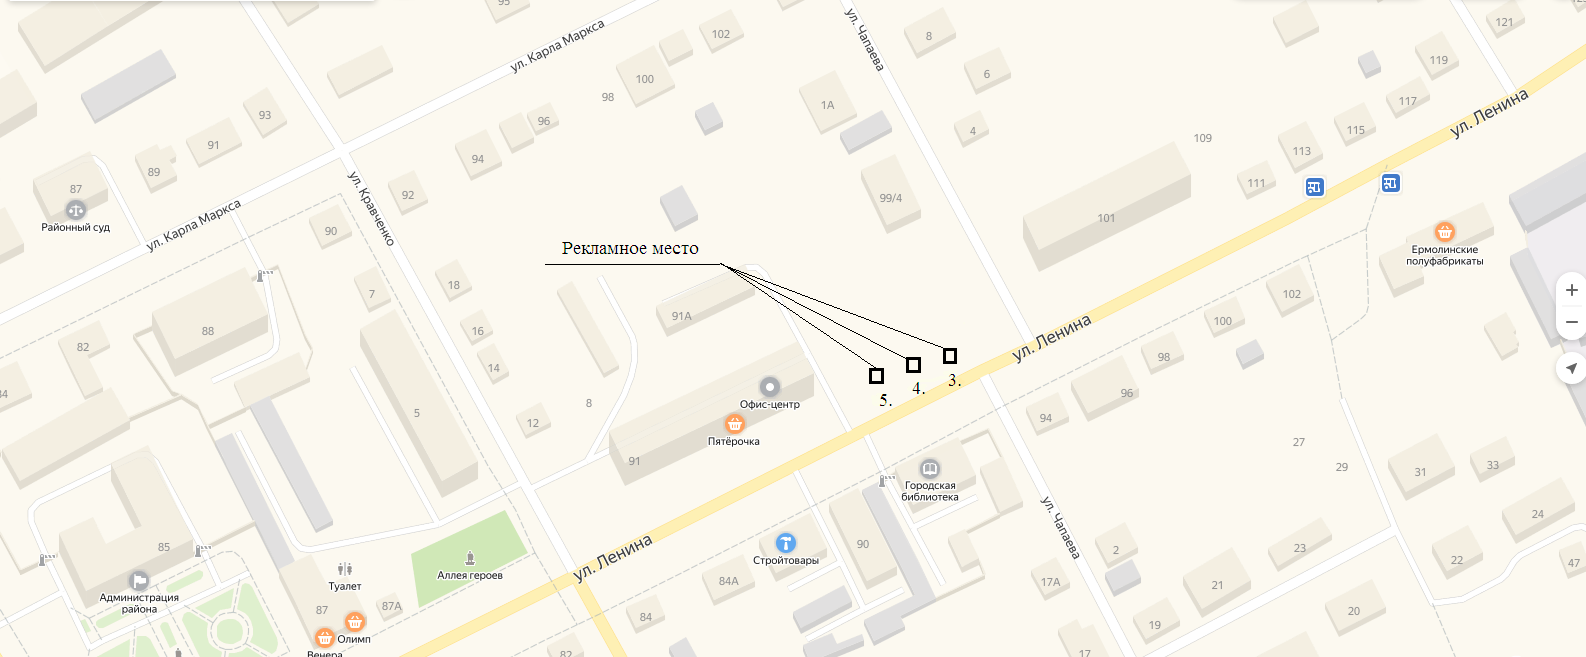 95
ул. Карла Маркса
102
100
98
96
94
93
91
89
87
Районный суд
ул. Карла Маркса
ул. Кравченко
92
90
ул. Чапаева
8
6
4
1А
99/4
121
119
117
115
113
111
109
101
ул. Ленина
Ермолинские
полуфабрикаты
Рекламное место
91А
18
16
14
12
7
5
8
88
82
84
Офис-центр
Пятёрочка
91
3.
4.
5.
ул. Ленина
102
100
98
96
94
27
29
31
33
24
22
47
23
21
20
19
17
17А
2
ул. Чапаева
Городская
библиотека
90
Стройтовары
84А
84
82
ул. Ленина
Аллея героев
Туалет
87
87А
Олимп
Венера
85
Администрация
района